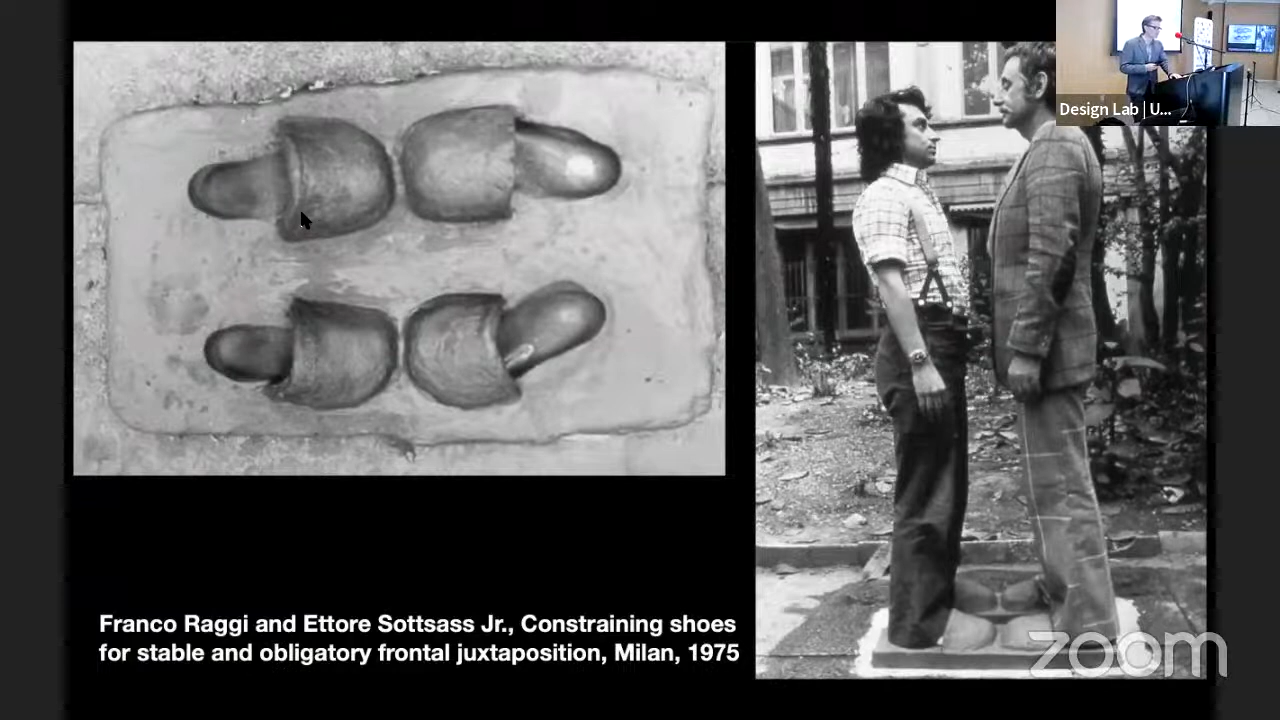 Design Lab | U...
Franco Raggi and Ettore Sottsass Jr., Constraining shoes
for stable and obligatory frontal juxtaposition, Milan, 1975
zoom